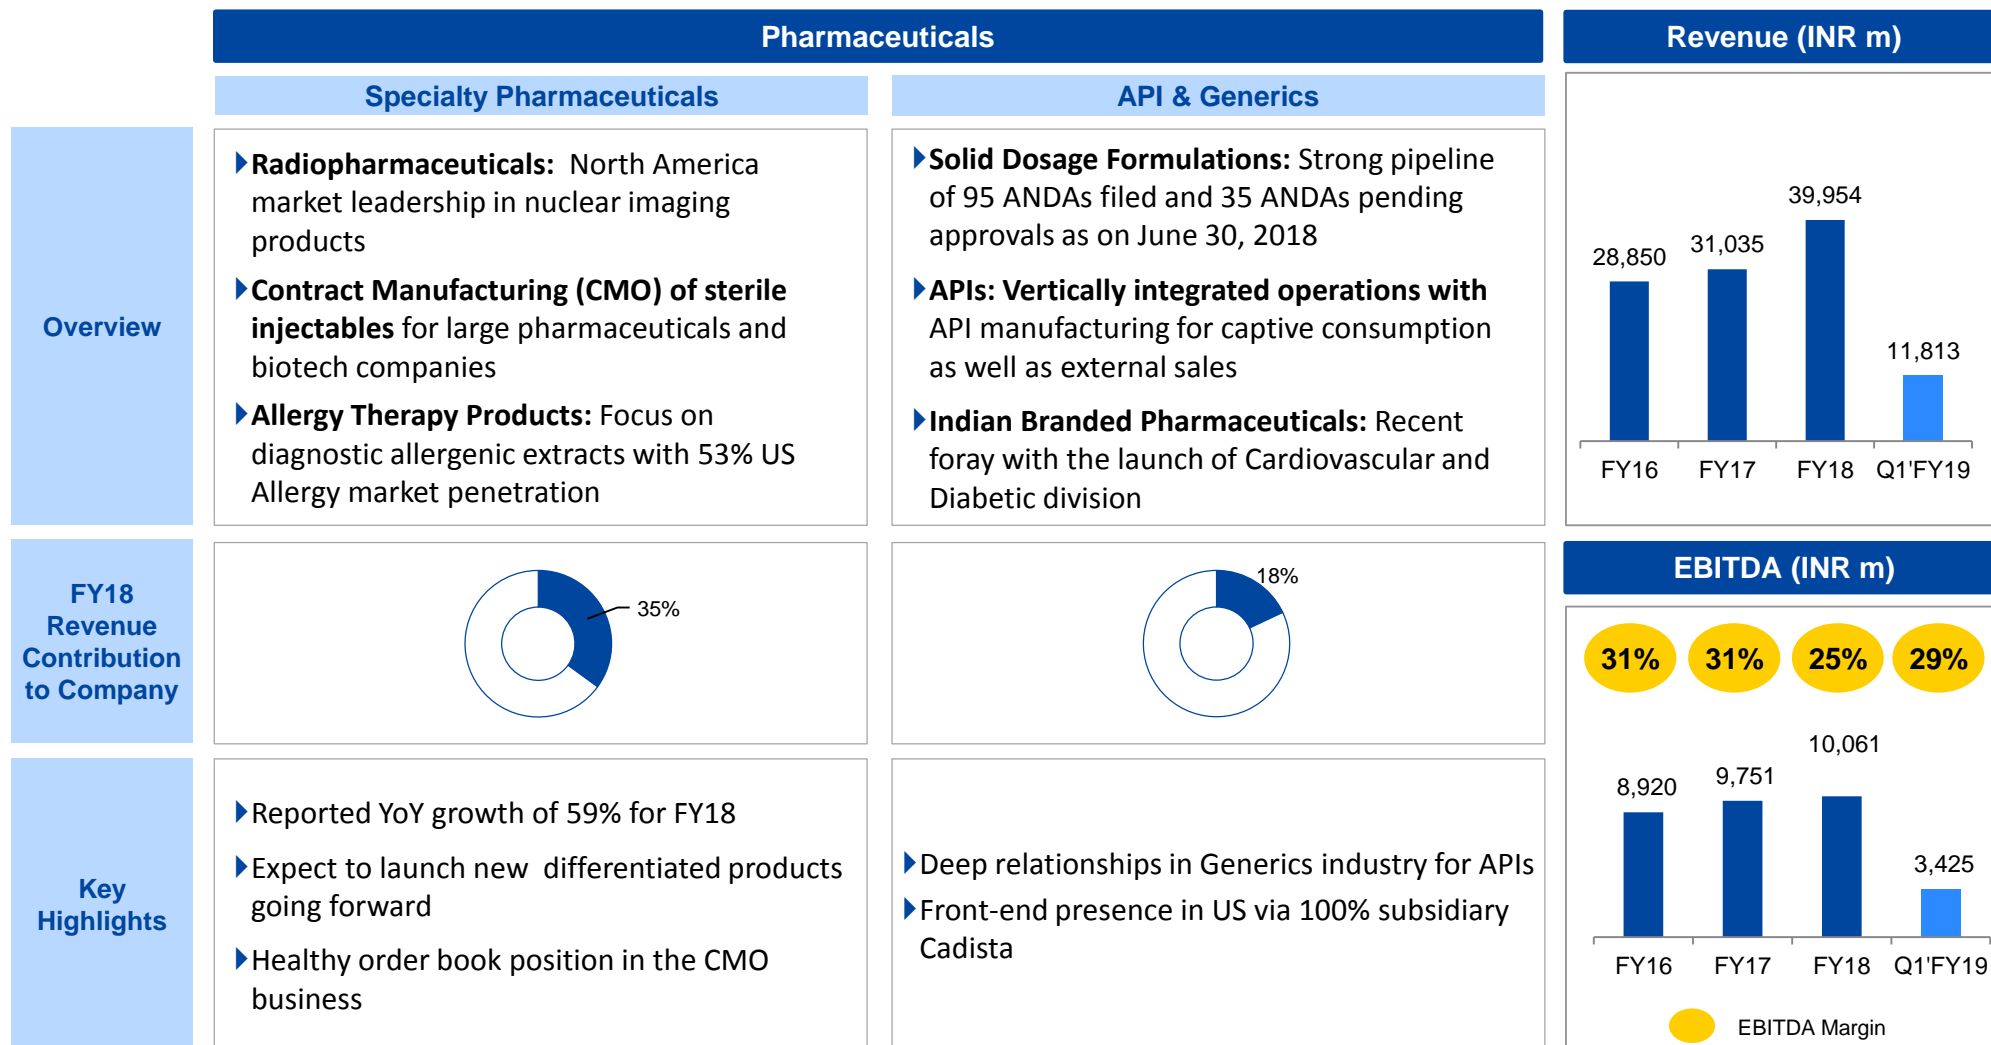 Pharmaceuticals
Specialty Pharmaceuticals
API & Generics
Overview
Radiopharmaceuticals: North America
market leadership in nuclear imaging
products
Contract Manufacturing (CMO) of sterile
injectables for large pharmaceuticals and
biotech companies
Allergy Therapy Products: Focus on
diagnostic allergenic extracts with 53% US
Allergy market penetration
Solid Dosage Formulations: Strong pipeline
of 95 ANDAs filed and 35 ANDAs pending
approvals as on June 30, 2018
APIs: Vertically integrated operations with
API manufacturing for captive consumption
as well as external sales
Indian Branded Pharmaceuticals: Recent
foray with the launch of Cardiovascular and
Diabetic division
FY18
Revenue
Contribution
to Company
35%
18%
Key
Highlights
Reported YoY growth of 59% for FY18
Expect to launch new differentiated products
going forward
Healthy order book position in the CMO
business
Deep relationships in Generics industry for APIs
Front-end presence in US via 100% subsidiary
Cadista
Revenue (INR m)
28,850
31,035
39,954
11,813
FY16 FY17 FY18 Q1'FY19
EBITDA (INR m)
31% 31% 25% 29%
8,920
9,751
10,061
3,425
FY16 FY17 FY18 Q1'FY19
EBITDA Margin